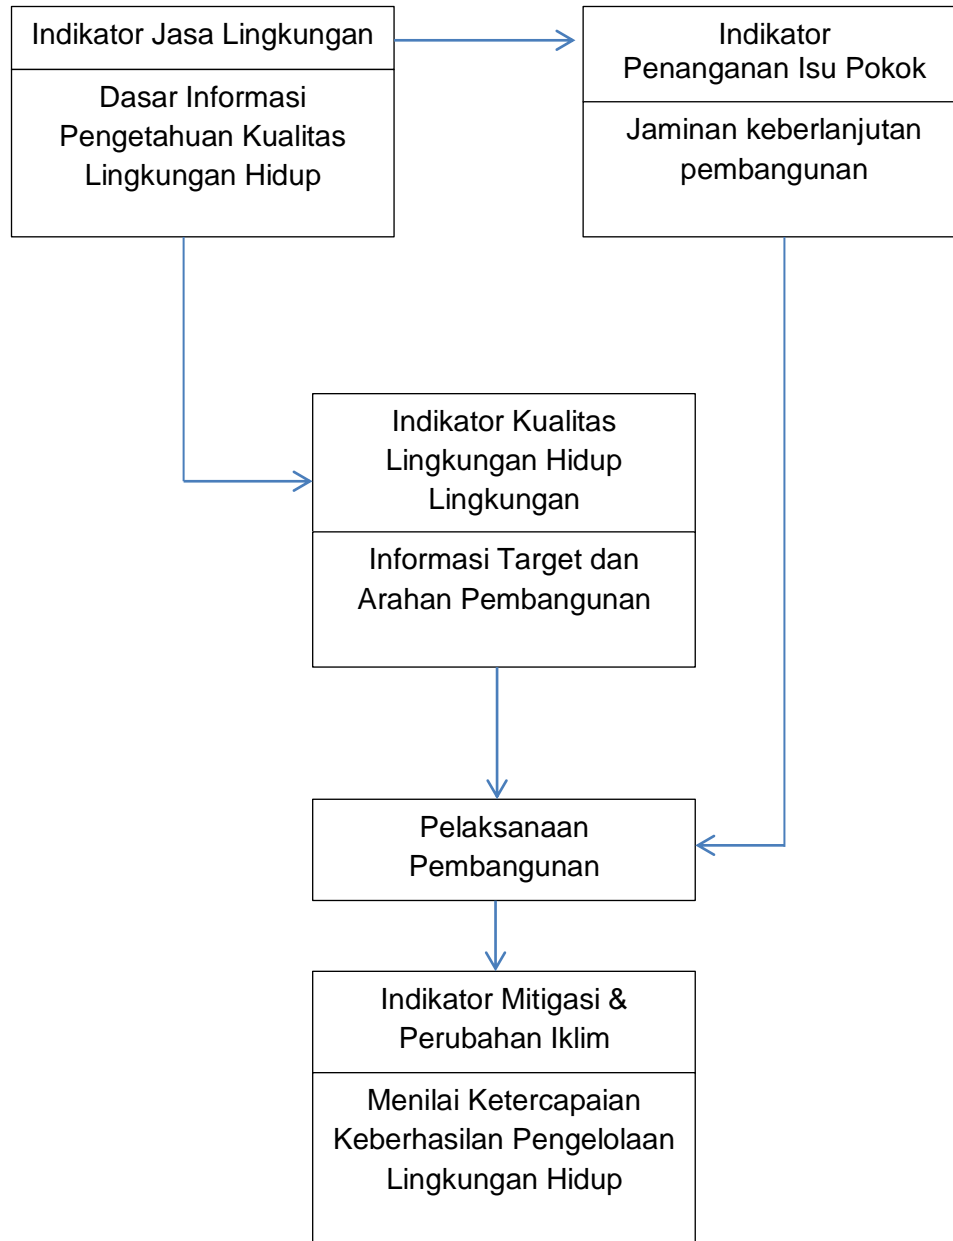 Indikator Jasa Lingkungan
Dasar Informasi
Pengetahuan Kualitas
Lingkungan Hidup
Indikator
Penanganan Isu Pokok
Jaminan keberlanjutan
pembangunan
Indikator Kualitas
Lingkungan Hidup
Lingkungan
Informasi Target dan
Arahan Pembangunan
Pelaksanaan
Pembangunan
Indikator Mitigasi &
Perubahan Iklim
Menilai Ketercapaian
Keberhasilan Pengelolaan
Lingkungan Hidup